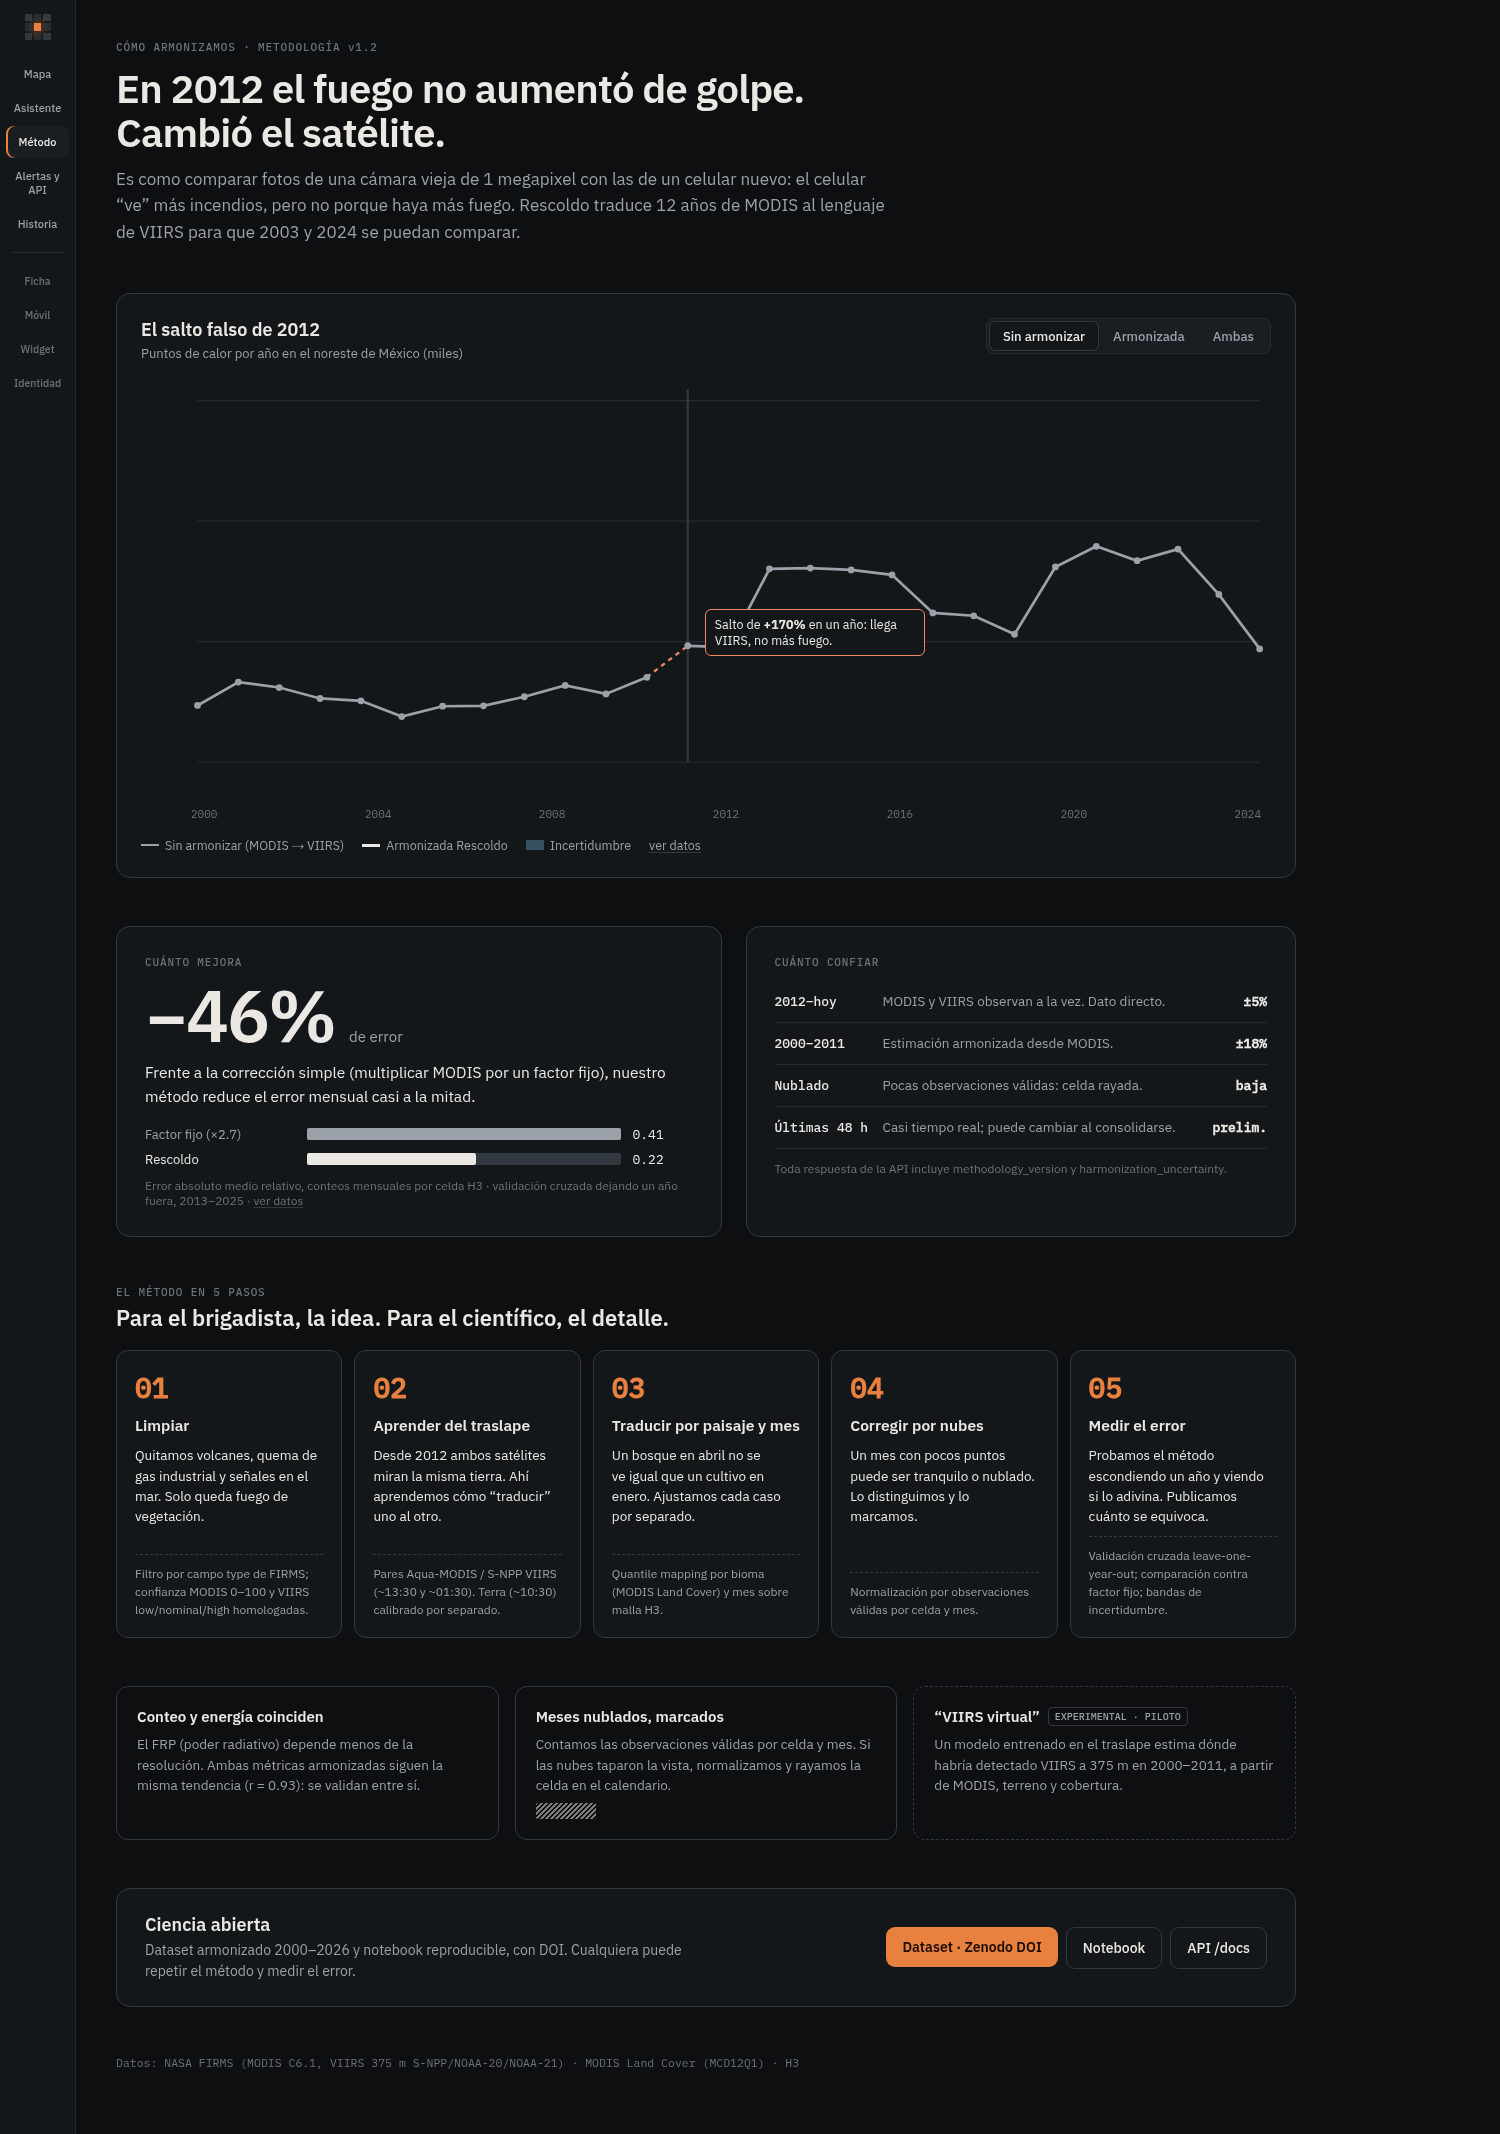 Mapa
Asistente
Método
Alertas y
API
Historia
Ficha
Móvil
Widget
Identidad
CÓMO ARMONIZAMOS · METODOLOGÍA v1.2
En 2012 el fuego no aumentó de golpe.
Cambió el satélite.
Es como comparar fotos de una cámara vieja de 1 megapixel con las de un celular nuevo: el celular
“ve” más incendios, pero no porque haya más fuego. Rescoldo traduce 12 años de MODIS al lenguaje
de VIIRS para que 2003 y 2024 se puedan comparar.
El salto falso de 2012
Puntos de calor por año en el noreste de México (miles)
Sin armonizar Armonizada Ambas
Salto de +170% en un año: llega
VIIRS, no más fuego.
2000 2004 2008 2012 2016 2020 2024
Sin armonizar (MODIS → VIIRS) Armonizada Rescoldo Incertidumbre ver datos
CUÁNTO MEJORA
−46% de error
Frente a la corrección simple (multiplicar MODIS por un factor fijo), nuestro
método reduce el error mensual casi a la mitad.
Factor fijo (×2.7) 0.41
Rescoldo 0.22
Error absoluto medio relativo, conteos mensuales por celda H3 · validación cruzada dejando un año
fuera, 2013–2025 · ver datos
CUÁNTO CONFIAR
2012–hoy MODIS y VIIRS observan a la vez. Dato directo. ±5%
2000–2011 Estimación armonizada desde MODIS. ±18%
Nublado Pocas observaciones válidas: celda rayada. baja
Últimas 48 h Casi tiempo real; puede cambiar al consolidarse. prelim.
Toda respuesta de la API incluye methodology_version y harmonization_uncertainty.
EL MÉTODO EN 5 PASOS
Para el brigadista, la idea. Para el científico, el detalle.
01
Limpiar
Quitamos volcanes, quema de
gas industrial y señales en el
mar. Solo queda fuego de
vegetación.
Filtro por campo type de FIRMS;
confianza MODIS 0–100 y VIIRS
low/nominal/high homologadas.
02
Aprender del traslape
Desde 2012 ambos satélites
miran la misma tierra. Ahí
aprendemos cómo “traducir”
uno al otro.
Pares Aqua-MODIS / S-NPP VIIRS
(~13:30 y ~01:30). Terra (~10:30)
calibrado por separado.
03
Traducir por paisaje y mes
Un bosque en abril no se
ve igual que un cultivo en
enero. Ajustamos cada caso
por separado.
Quantile mapping por bioma
(MODIS Land Cover) y mes sobre
malla H3.
04
Corregir por nubes
Un mes con pocos puntos
puede ser tranquilo o nublado.
Lo distinguimos y lo
marcamos.
Normalización por observaciones
válidas por celda y mes.
05
Medir el error
Probamos el método
escondiendo un año y viendo
si lo adivina. Publicamos
cuánto se equivoca.
Validación cruzada leave-one-
year-out; comparación contra
factor fijo; bandas de
incertidumbre.
Conteo y energía coinciden
El FRP (poder radiativo) depende menos de la
resolución. Ambas métricas armonizadas siguen la
misma tendencia (r = 0.93): se validan entre sí.
Meses nublados, marcados
Contamos las observaciones válidas por celda y mes. Si
las nubes taparon la vista, normalizamos y rayamos la
celda en el calendario.
“VIIRS virtual” EXPERIMENTAL · PILOTO
Un modelo entrenado en el traslape estima dónde
habría detectado VIIRS a 375 m en 2000–2011, a partir
de MODIS, terreno y cobertura.
Ciencia abierta
Dataset armonizado 2000–2026 y notebook reproducible, con DOI. Cualquiera puede
repetir el método y medir el error.
Dataset · Zenodo DOI Notebook API /docs
Datos: NASA FIRMS (MODIS C6.1, VIIRS 375 m S-NPP/NOAA-20/NOAA-21) · MODIS Land Cover (MCD12Q1) · H3